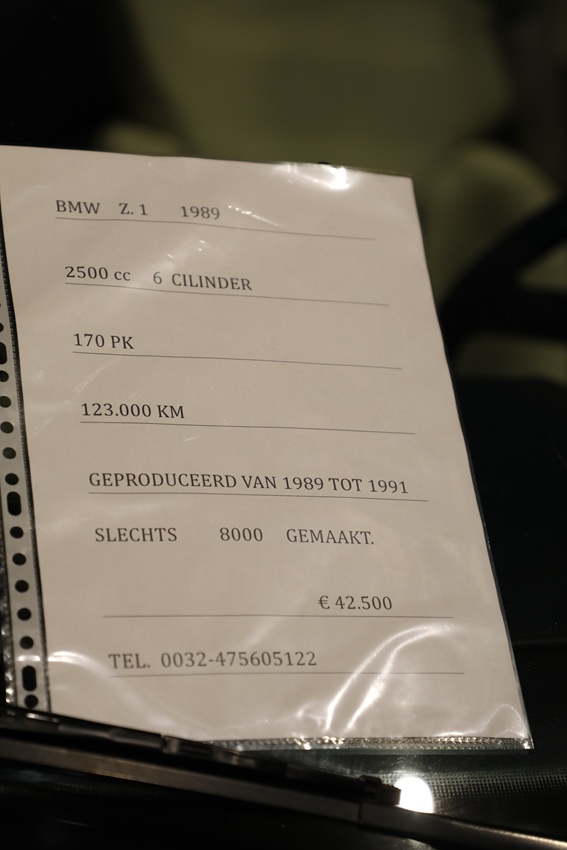 BMW Z.1 1989
2500 cc 6 CILINDER
170 PK
123.000 KM
GEPRODUCEERD VAN 1989 TOT 1991
SLECHTS 8000 GEMAAKT.
€ 42.500
TEL. 0032-475605122